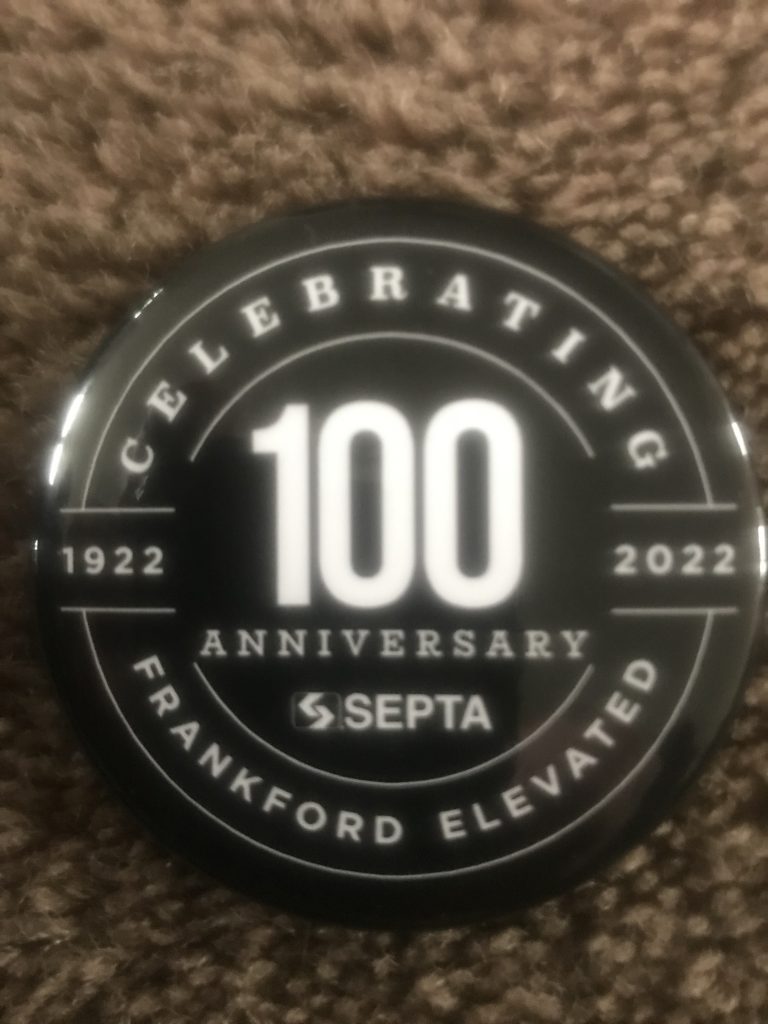 CELEBRATING
100
1922
2022
ANNIVERSARY
SEPTA
FRANKFORD ELEVATED